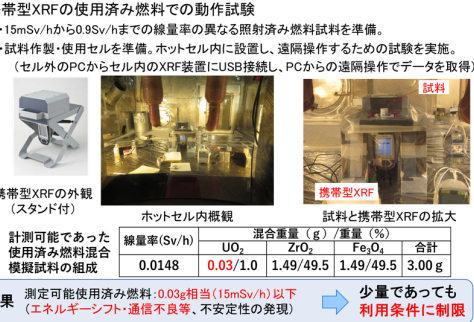 帯型XRFの使用済み燃料での動作試験
・15mSv/hから0.9Sv/hまでの線量率の異なる照射済み燃料試料を準備。
・試料作製・使用セルを準備。ホットセル内に設置し、遠隔操作するための試験を実施。
（セル外のPCからセル内のXRF装置にUSB接続し、PCからの遠隔操作でデータを取得）
試料
携帯型XRF
携帯型XRFの外観
（スタンド付）
ホットセル内概観
試料と携帯型XRFの拡大
計測可能であった
使用済み燃料混合
模擬試料の組成
線量率(Sv/h) 混合重量（g）/重量（%）
UO2 ZrO2 Fe3O4 合計
0.0148 0.03/1.0 1.49/49.5 1.49/49.5 3.00 g
果 測定可能使用済み燃料：0.03g相当（15mSv/h）以下
（エネルギーシフト・通信不良等、不安定性の発現）
少量であっても
利用条件に制限